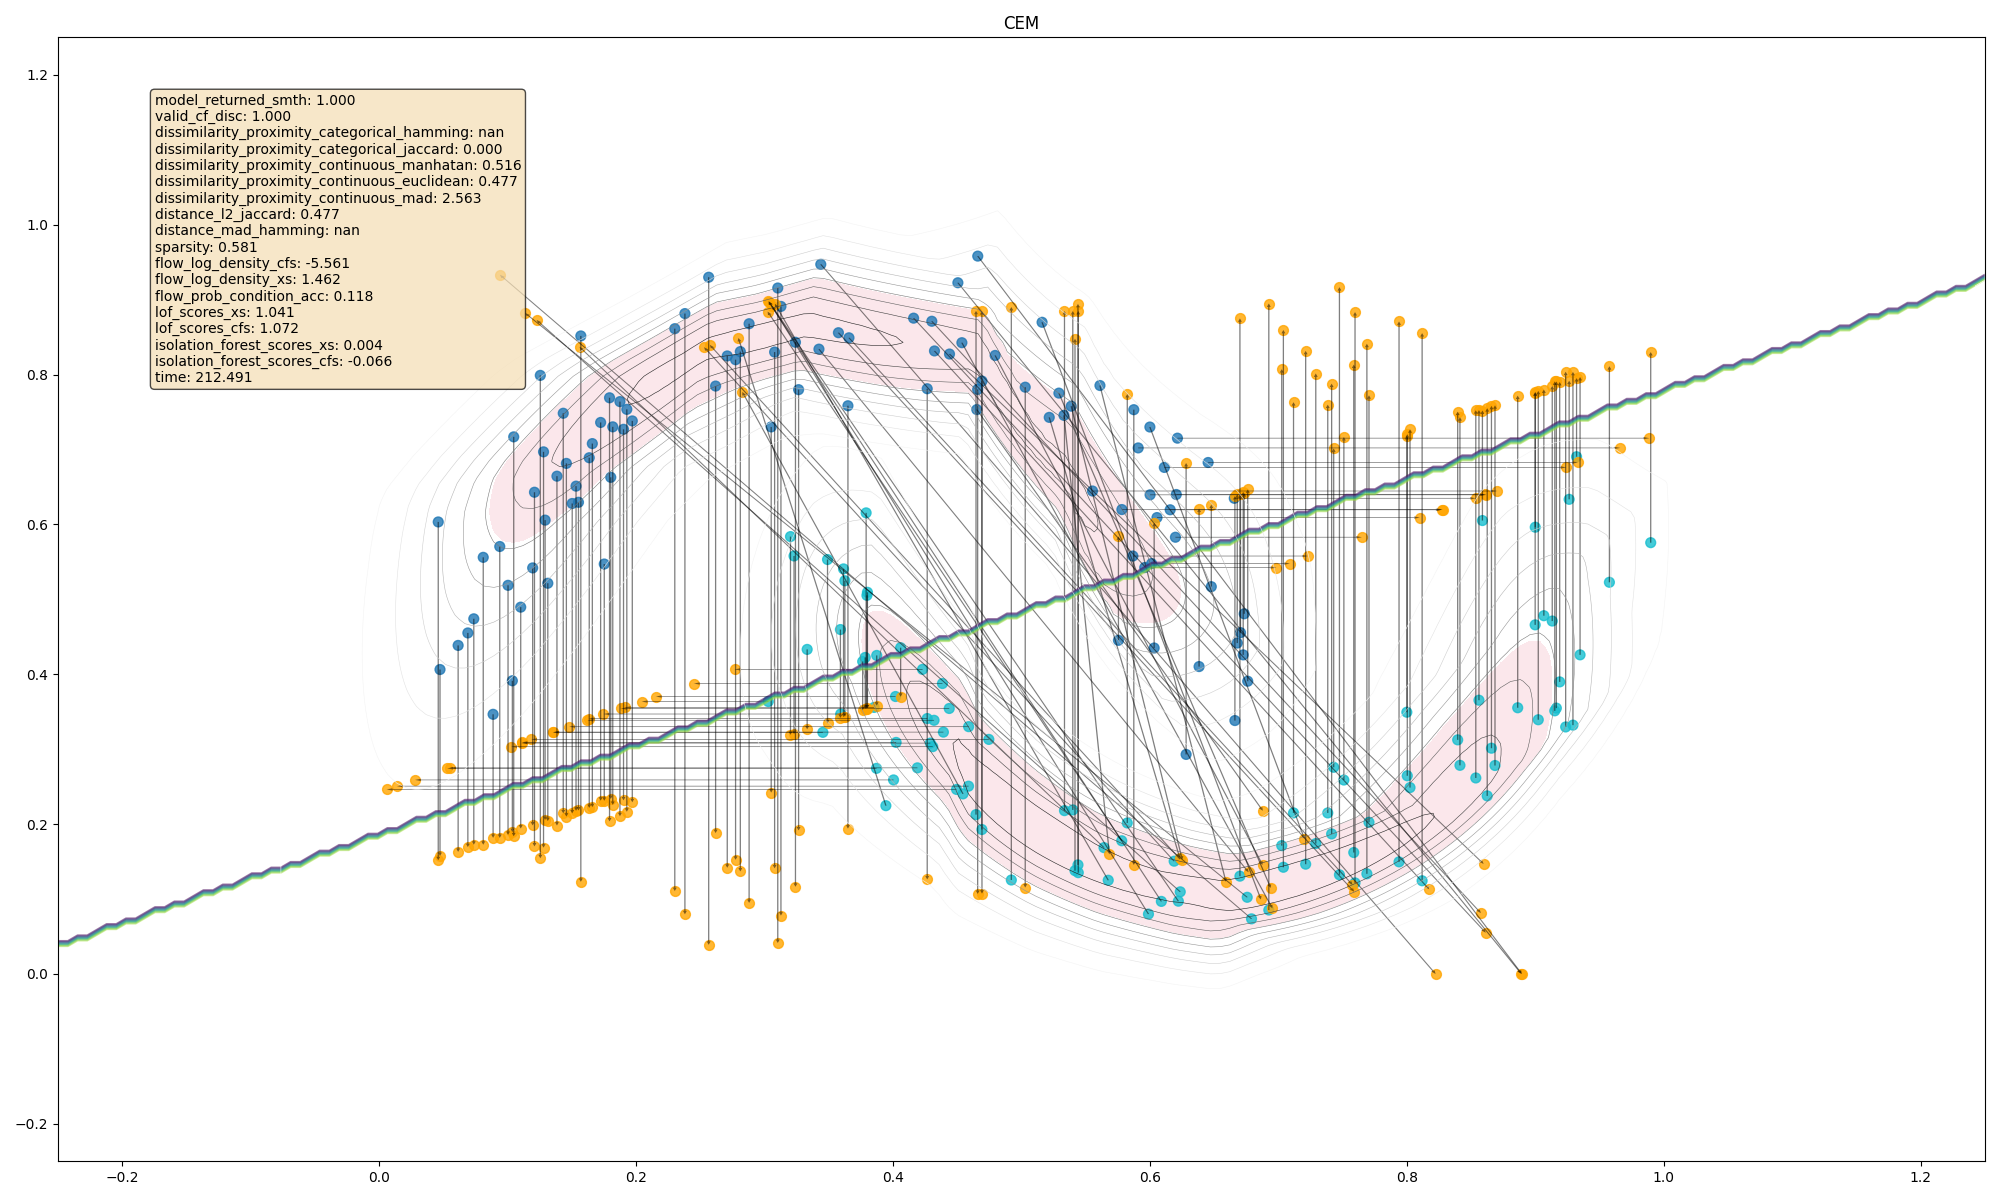 CEM
1.2
1.0
0.8
0.6
0.4
0.2
0.0
−0.2
model_returned_smth: 1.000
valid_cf_disc: 1.000
dissimilarity_proximity_categorical_hamming: nan
dissimilarity_proximity_categorical_jaccard: 0.000
dissimilarity_proximity_continuous_manhatan: 0.516
dissimilarity_proximity_continuous_euclidean: 0.477
dissimilarity_proximity_continuous_mad: 2.563
distance_l2_jaccard: 0.477
distance_mad_hamming: nan
sparsity: 0.581
flow_log_density_cfs: -5.561
flow_log_density_xs: 1.462
flow_prob_condition_acc: 0.118
lof_scores_xs: 1.041
lof_scores_cfs: 1.072
isolation_forest_scores_xs: 0.004
isolation_forest_scores_cfs: -0.066
time: 212.491
−0.2 0.0 0.2 0.4 0.6 0.8 1.0 1.2